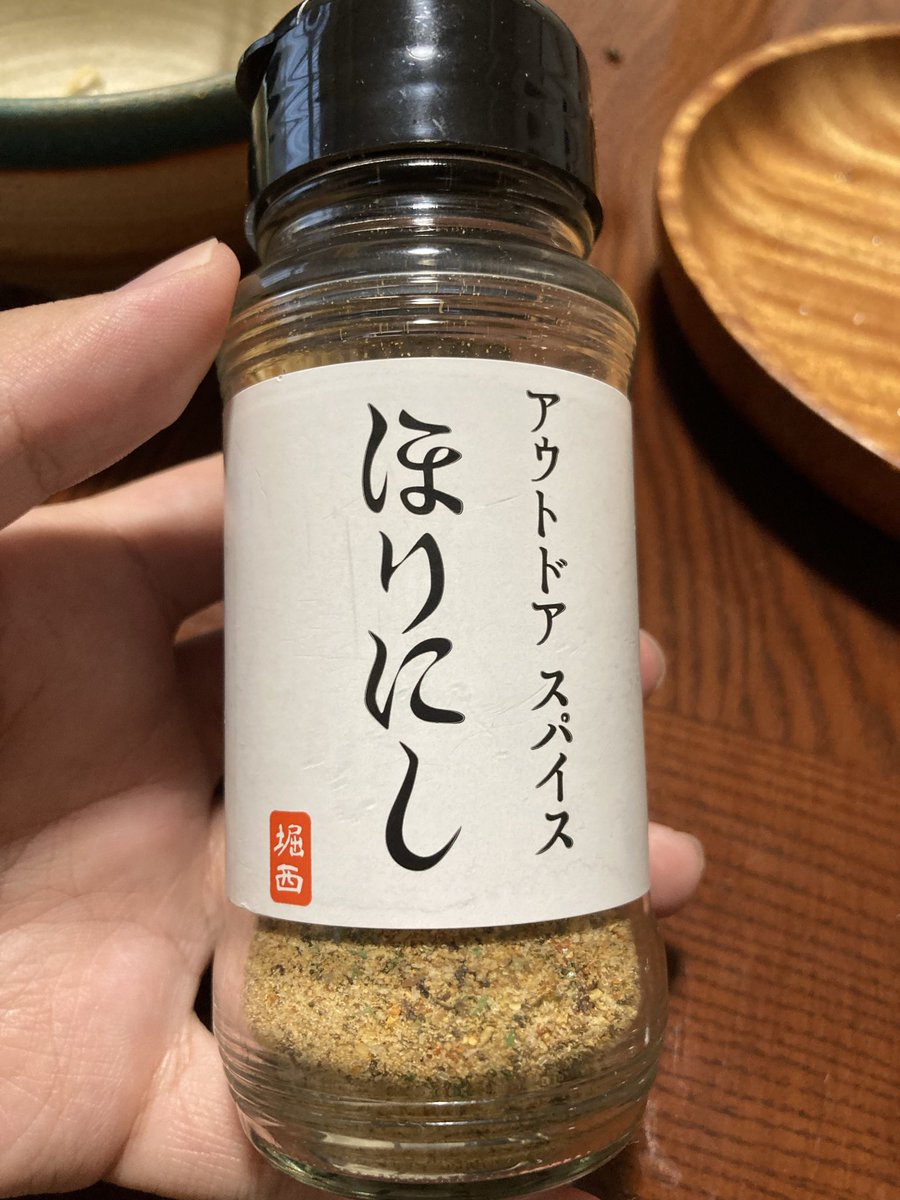 アウトドア スパイス
ほりにし
堀西